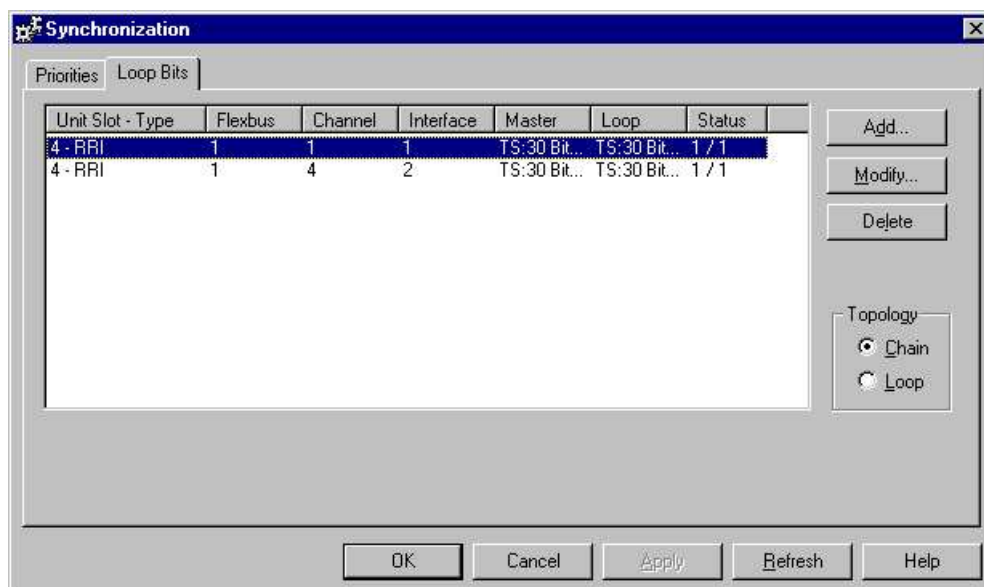 Synchronization
Priorities Loop Bits
Unit Slot - Type Flexbus Channel Interface Master Loop Status
4 - RRI 1 1 1 TS:30 Bit... TS:30 Bit... 1 / 1
4 - RRI 1 4 2 TS:30 Bit... TS:30 Bit... 1 / 1
Add...
Modify...
Delete
Topology
Chain
Loop
OK Cancel Apply Refresh Help